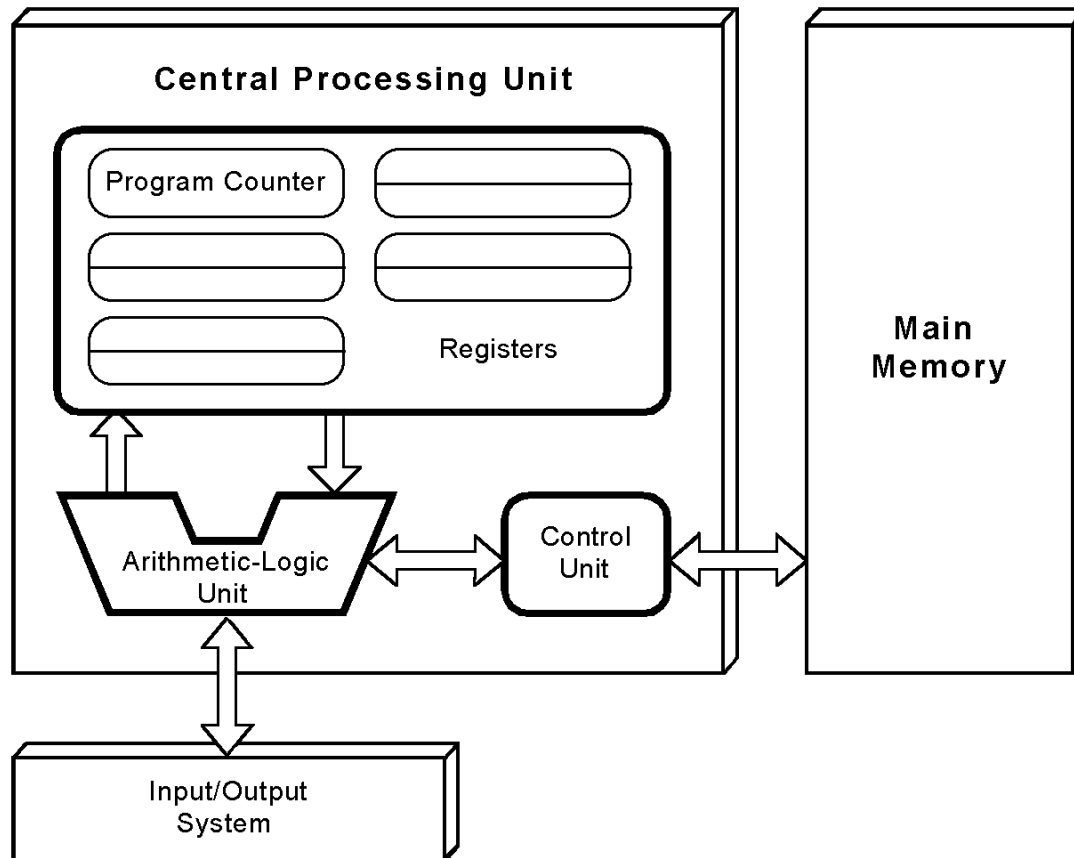 Central Processing Unit
Program Counter
Registers
Main
Memory
Arithmetic-Logic
Unit
Control
Unit
Input/Output
System